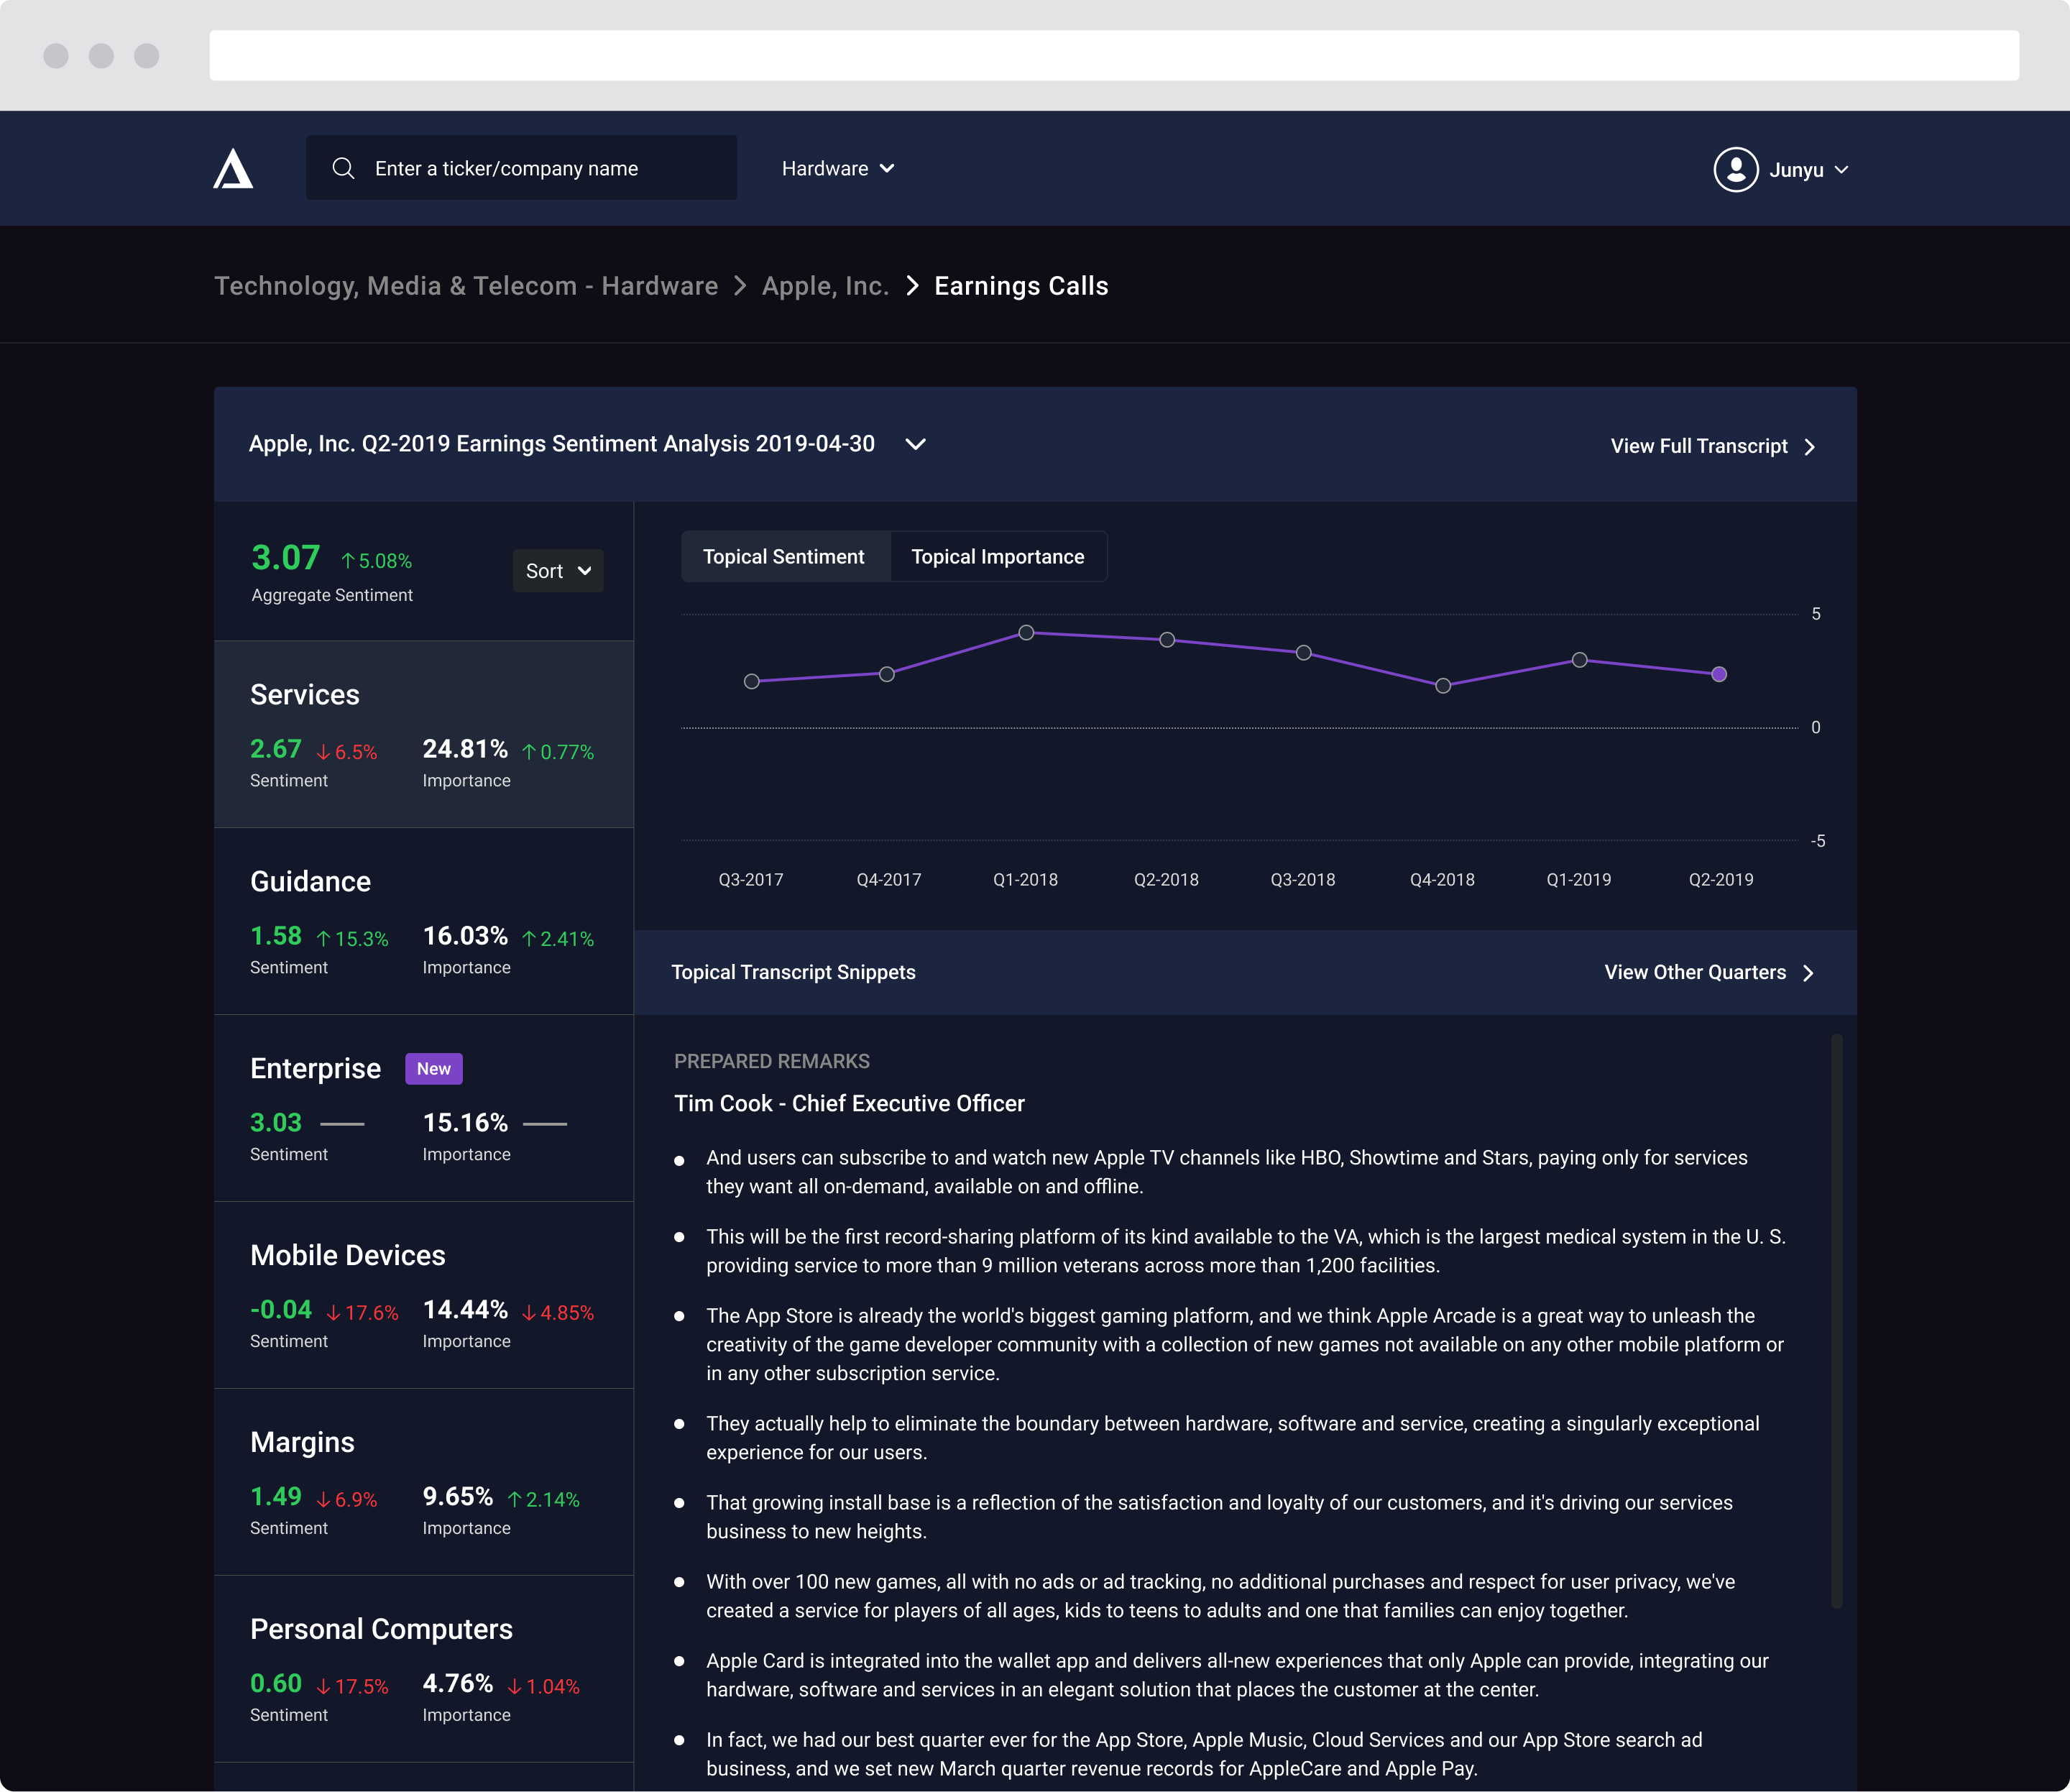 Enter a ticker/company name
Hardware
Junyu
Technology, Media & Telecom - Hardware > Apple, Inc. > Earnings Calls
Apple, Inc. Q2-2019 Earnings Sentiment Analysis 2019-04-30
View Full Transcript
3.07 ↑5.08%
Aggregate Sentiment
Sort
Services
2.67 ↓6.5% 24.81% ↑0.77%
Sentiment Importance
Guidance
1.58 ↑15.3% 16.03% ↑2.41%
Sentiment Importance
Enterprise New
3.03 15.16%
Sentiment Importance
Mobile Devices
-0.04 ↓17.6% 14.44% ↓4.85%
Sentiment Importance
Margins
1.49 ↓6.9% 9.65% ↑2.14%
Sentiment Importance
Personal Computers
0.60 ↓17.5% 4.76% ↓1.04%
Sentiment Importance
Topical Sentiment Topical Importance
5
0
-5
Q3-2017 Q4-2017 Q1-2018 Q2-2018 Q3-2018 Q4-2018 Q1-2019 Q2-2019
Topical Transcript Snippets
View Other Quarters
PREPARED REMARKS
Tim Cook - Chief Executive Officer
And users can subscribe to and watch new Apple TV channels like HBO, Showtime and Stars, paying only for services
they want all on-demand, available on and offline.
This will be the first record-sharing platform of its kind available to the VA, which is the largest medical system in the U. S.
providing service to more than 9 million veterans across more than 1,200 facilities.
The App Store is already the world's biggest gaming platform, and we think Apple Arcade is a great way to unleash the
creativity of the game developer community with a collection of new games not available on any other mobile platform or
in any other subscription service.
They actually help to eliminate the boundary between hardware, software and service, creating a singularly exceptional
experience for our users.
That growing install base is a reflection of the satisfaction and loyalty of our customers, and it's driving our services
business to new heights.
With over 100 new games, all with no ads or ad tracking, no additional purchases and respect for user privacy, we've
created a service for players of all ages, kids to teens to adults and one that families can enjoy together.
Apple Card is integrated into the wallet app and delivers all-new experiences that only Apple can provide, integrating our
hardware, software and services in an elegant solution that places the customer at the center.
In fact, we had our best quarter ever for the App Store, Apple Music, Cloud Services and our App Store search ad
business, and we set new March quarter revenue records for AppleCare and Apple Pay.